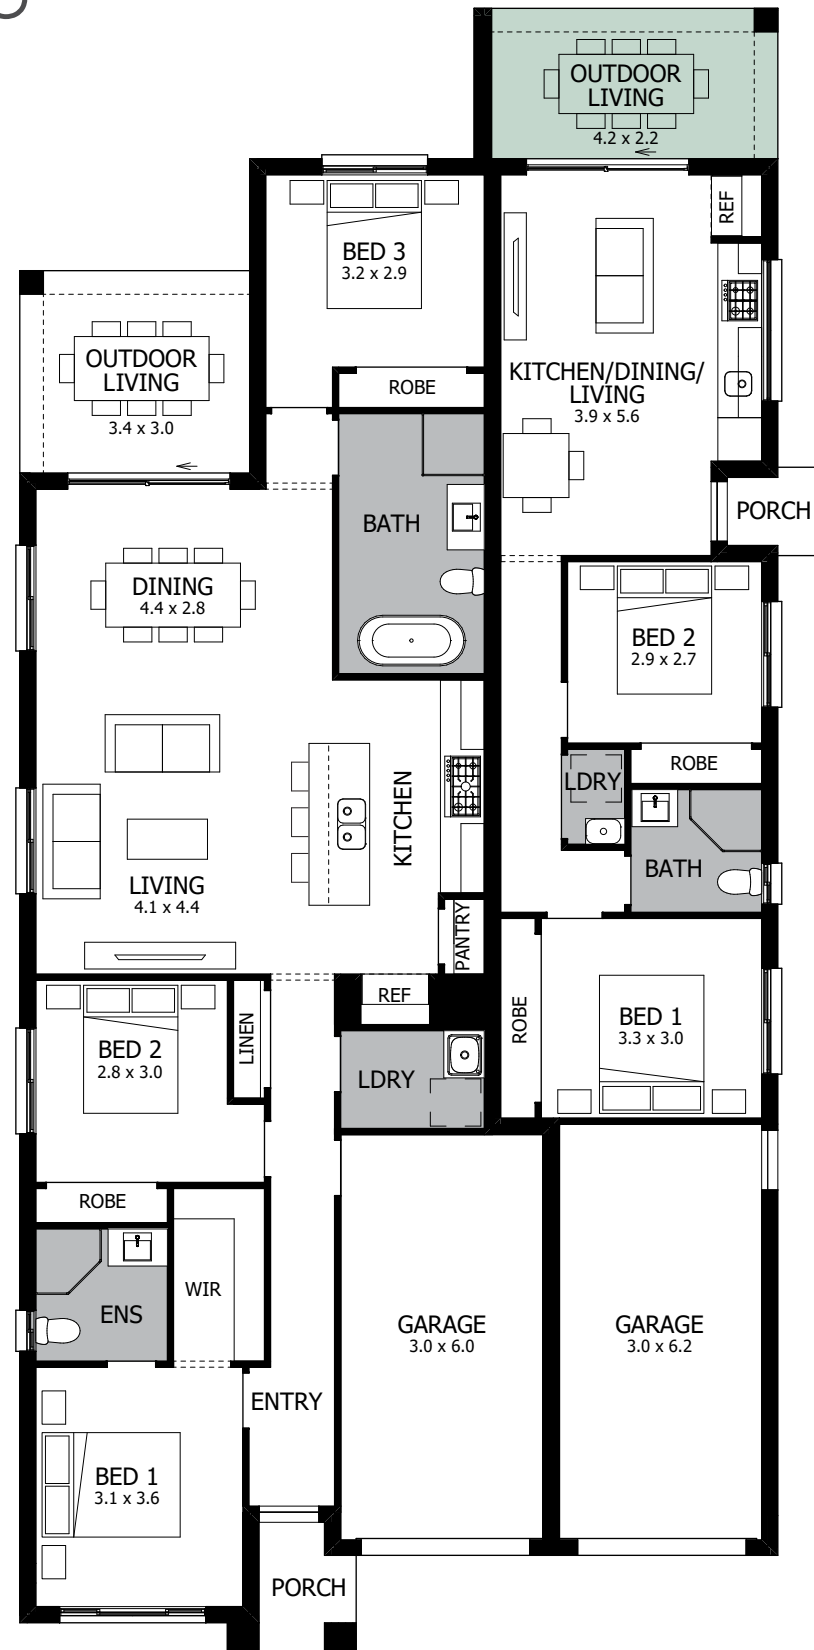 OUTDOOR
LIVING
4.2 x 2.2
REF
BED 3
3.2 x 2.9
ROBE
OUTDOOR
LIVING
3.4 x 3.0
KITCHEN/DINING/
LIVING
3.9 x 5.6
PORCH
BATH
DINING
4.4 x 2.8
BED 2
2.9 x 2.7
ROBE
LDRY
BATH
KITCHEN
LIVING
4.1 x 4.4
PANTRY
REF
ROBE
BED 1
3.3 x 3.0
LINEN
BED 2
2.8 x 3.0
LDRY
ROBE
WIR
ENS
GARAGE
3.0 x 6.0
GARAGE
3.0 x 6.2
ENTRY
BED 1
3.1 x 3.6
PORCH